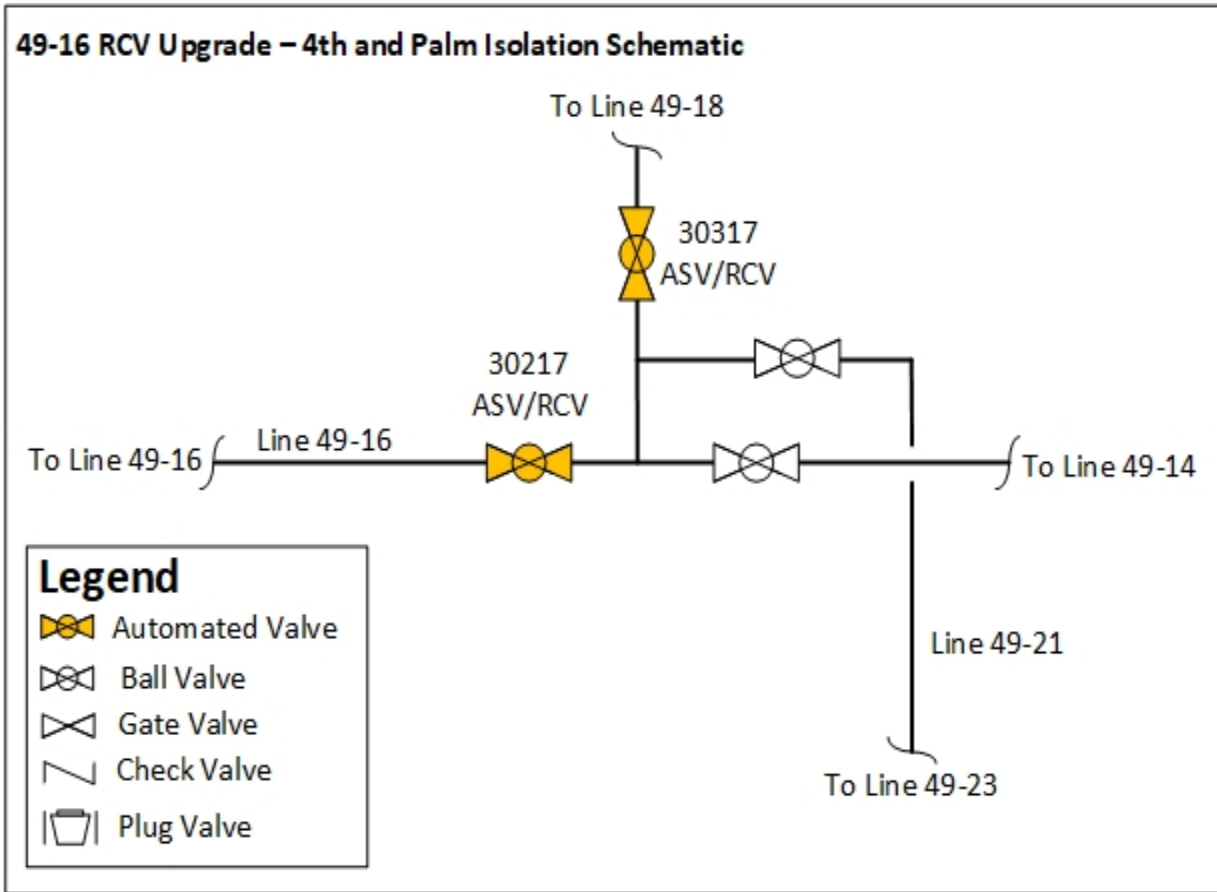 49-16 RCV Upgrade – 4th and Palm Isolation Schematic
To Line 49-18
30317
ASV/RCV
30217
ASV/RCV
To Line 49-16
Line 49-16
To Line 49-14
Line 49-21
To Line 49-23
Legend
Automated Valve
Ball Valve
Gate Valve
Check Valve
Plug Valve